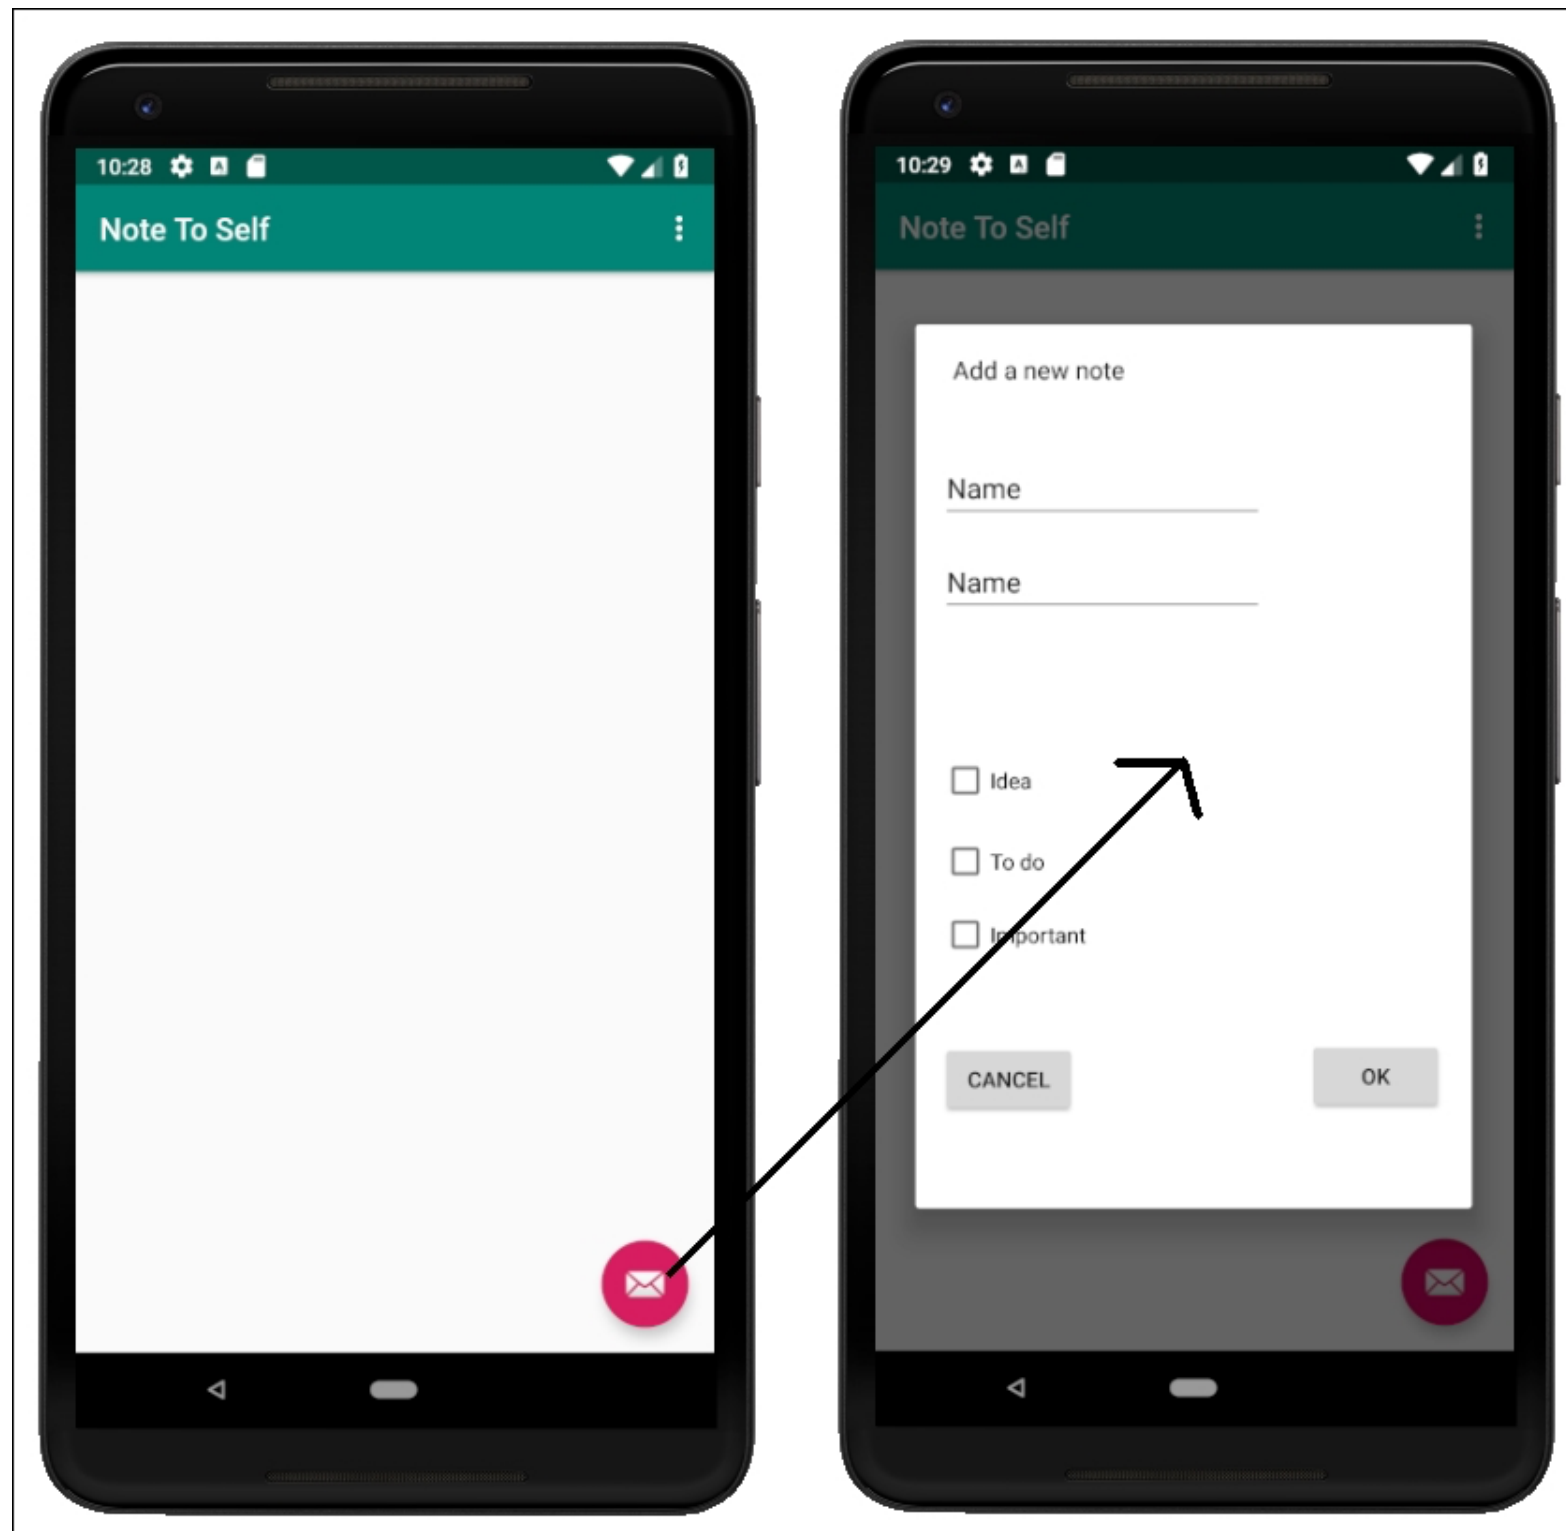 10:28
Note To Self
10:29
Note To Self
Add a new note
Name
Name
Idea
To do
Important
CANCEL OK